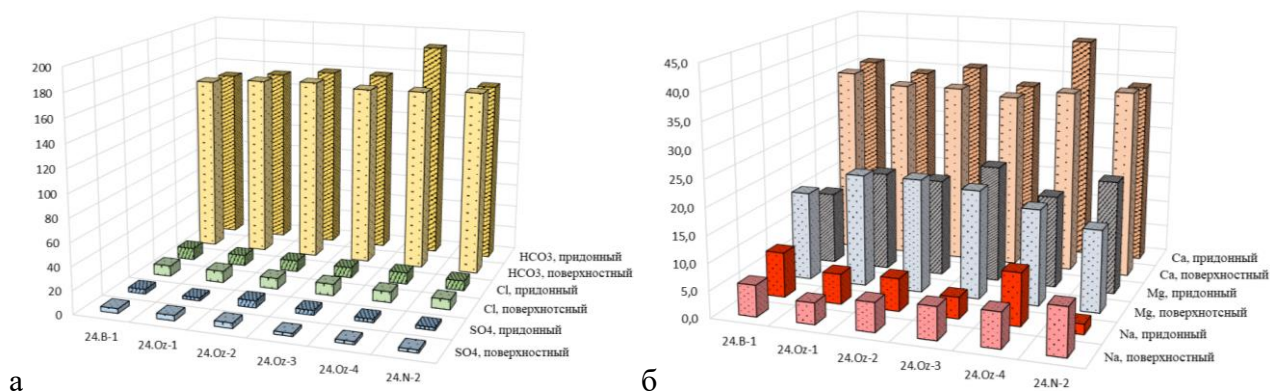 200
180
160
140
120
100
80
60
40
20
0
24.B-1
24.Oz-1
24.Oz-2
24.Oz-3
24.Oz-4
24.N-2
HCO3, придонный
HCO3, поверхностный
Cl, придонный
Cl, поверхнотсный
SO4, придонный
SO4, поверхностный
а
45,0
40,0
35,0
30,0
25,0
20,0
15,0
10,0
5,0
0,0
24.B-1
24.Oz-1
24.Oz-2
24.Oz-3
24.Oz-4
24.N-2
Ca, придонный
Ca, поверхностный
Mg, придонный
Mg, поверхнотсный
Na, придонный
Na, поверхностный
б